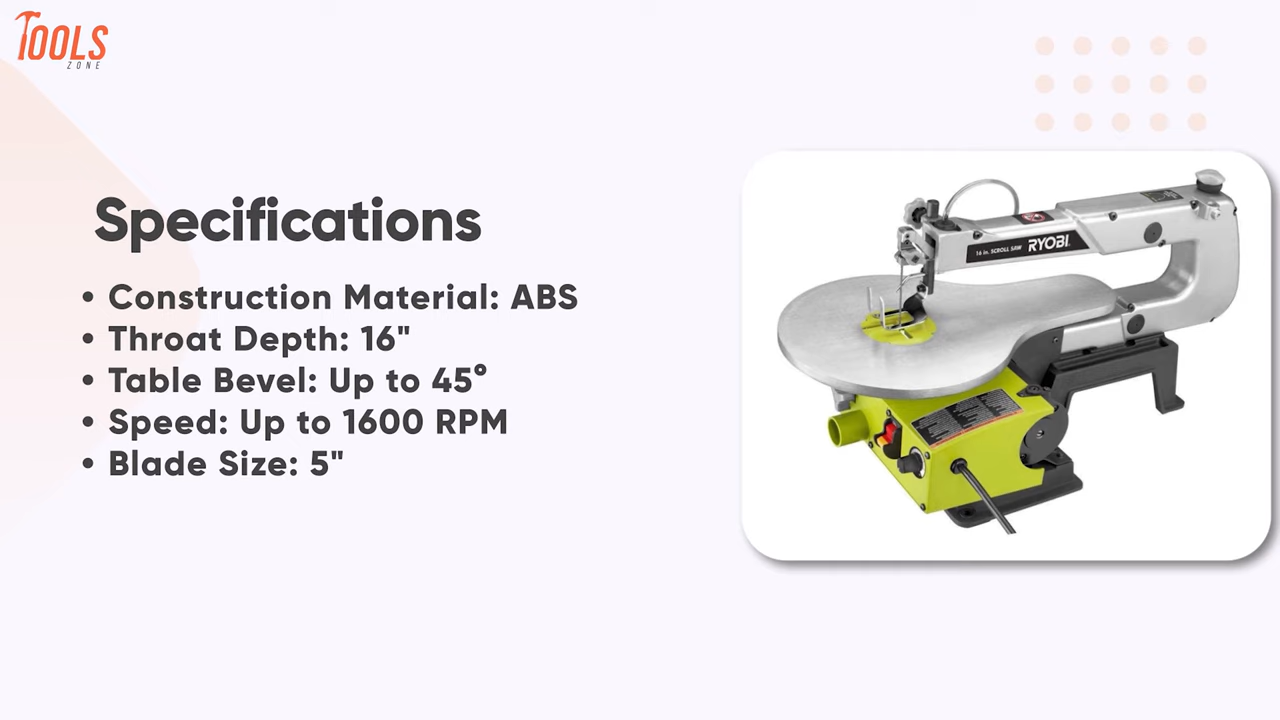 TOOLS
ZONE
Specifications
• Construction Material: ABS
• Throat Depth: 16"
• Table Bevel: Up to 45°
• Speed: Up to 1600 RPM
• Blade Size: 5"
16 in. SCROLL SAW RYOBI